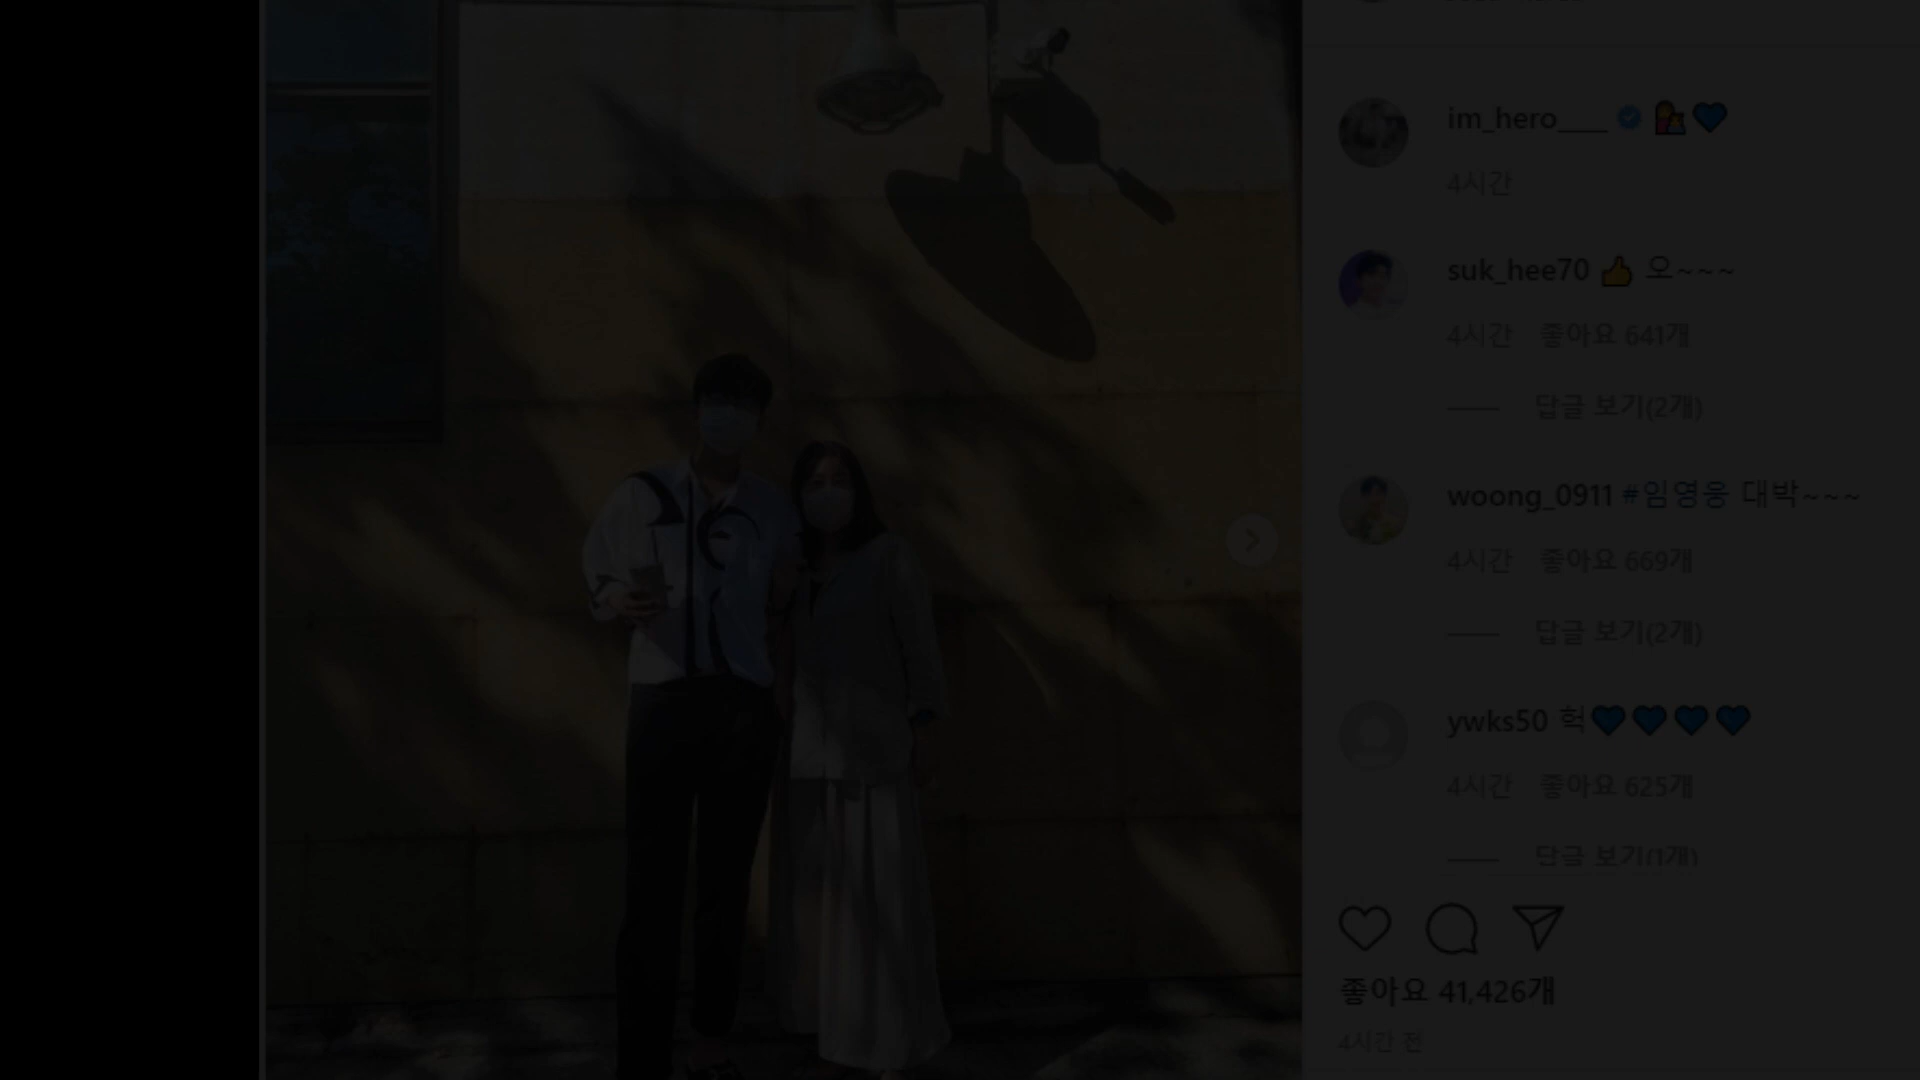 im_hero____ 👩‍👦💙
4시간
suk_hee70 👍 오~~~
4시간 좋아요 641개
답글 보기(2개)
woong_0911 #임영웅 대박~~~
4시간 좋아요 669개
답글 보기(2개)
ywks50 헉💙💙💙💙
4시간 좋아요 625개
답글 보기(1개)
좋아요 41,426개
4시간 전